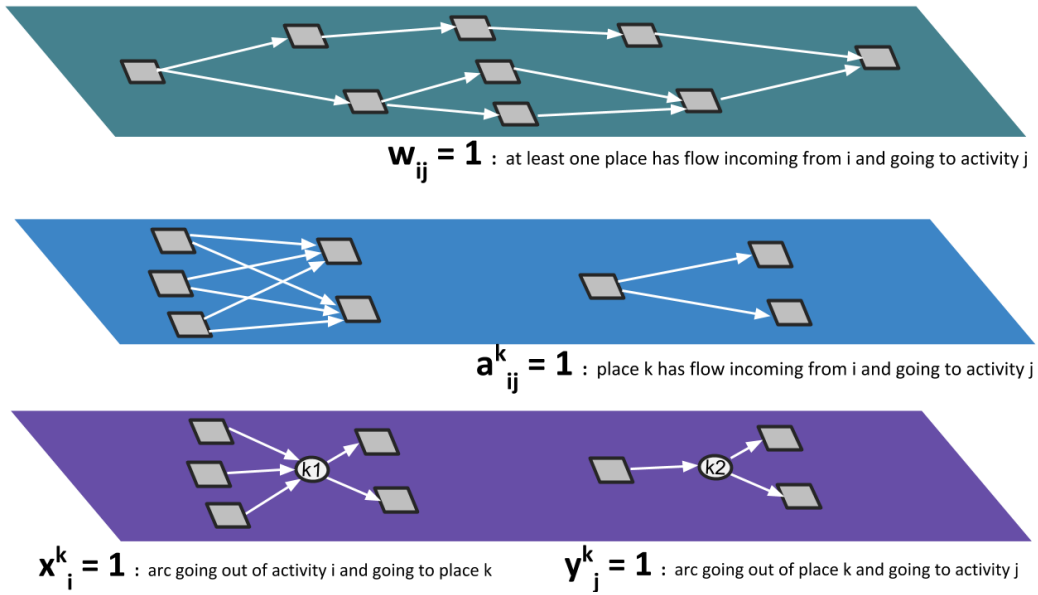 w_ij = 1 : at least one place has flow incoming from i and going to activity j
a^k_ij = 1 : place k has flow incoming from i and going to activity j
k1 k2
x^k_i = 1 : arc going out of activity i and going to place k
y^k_j = 1 : arc going out of place k and going to activity j